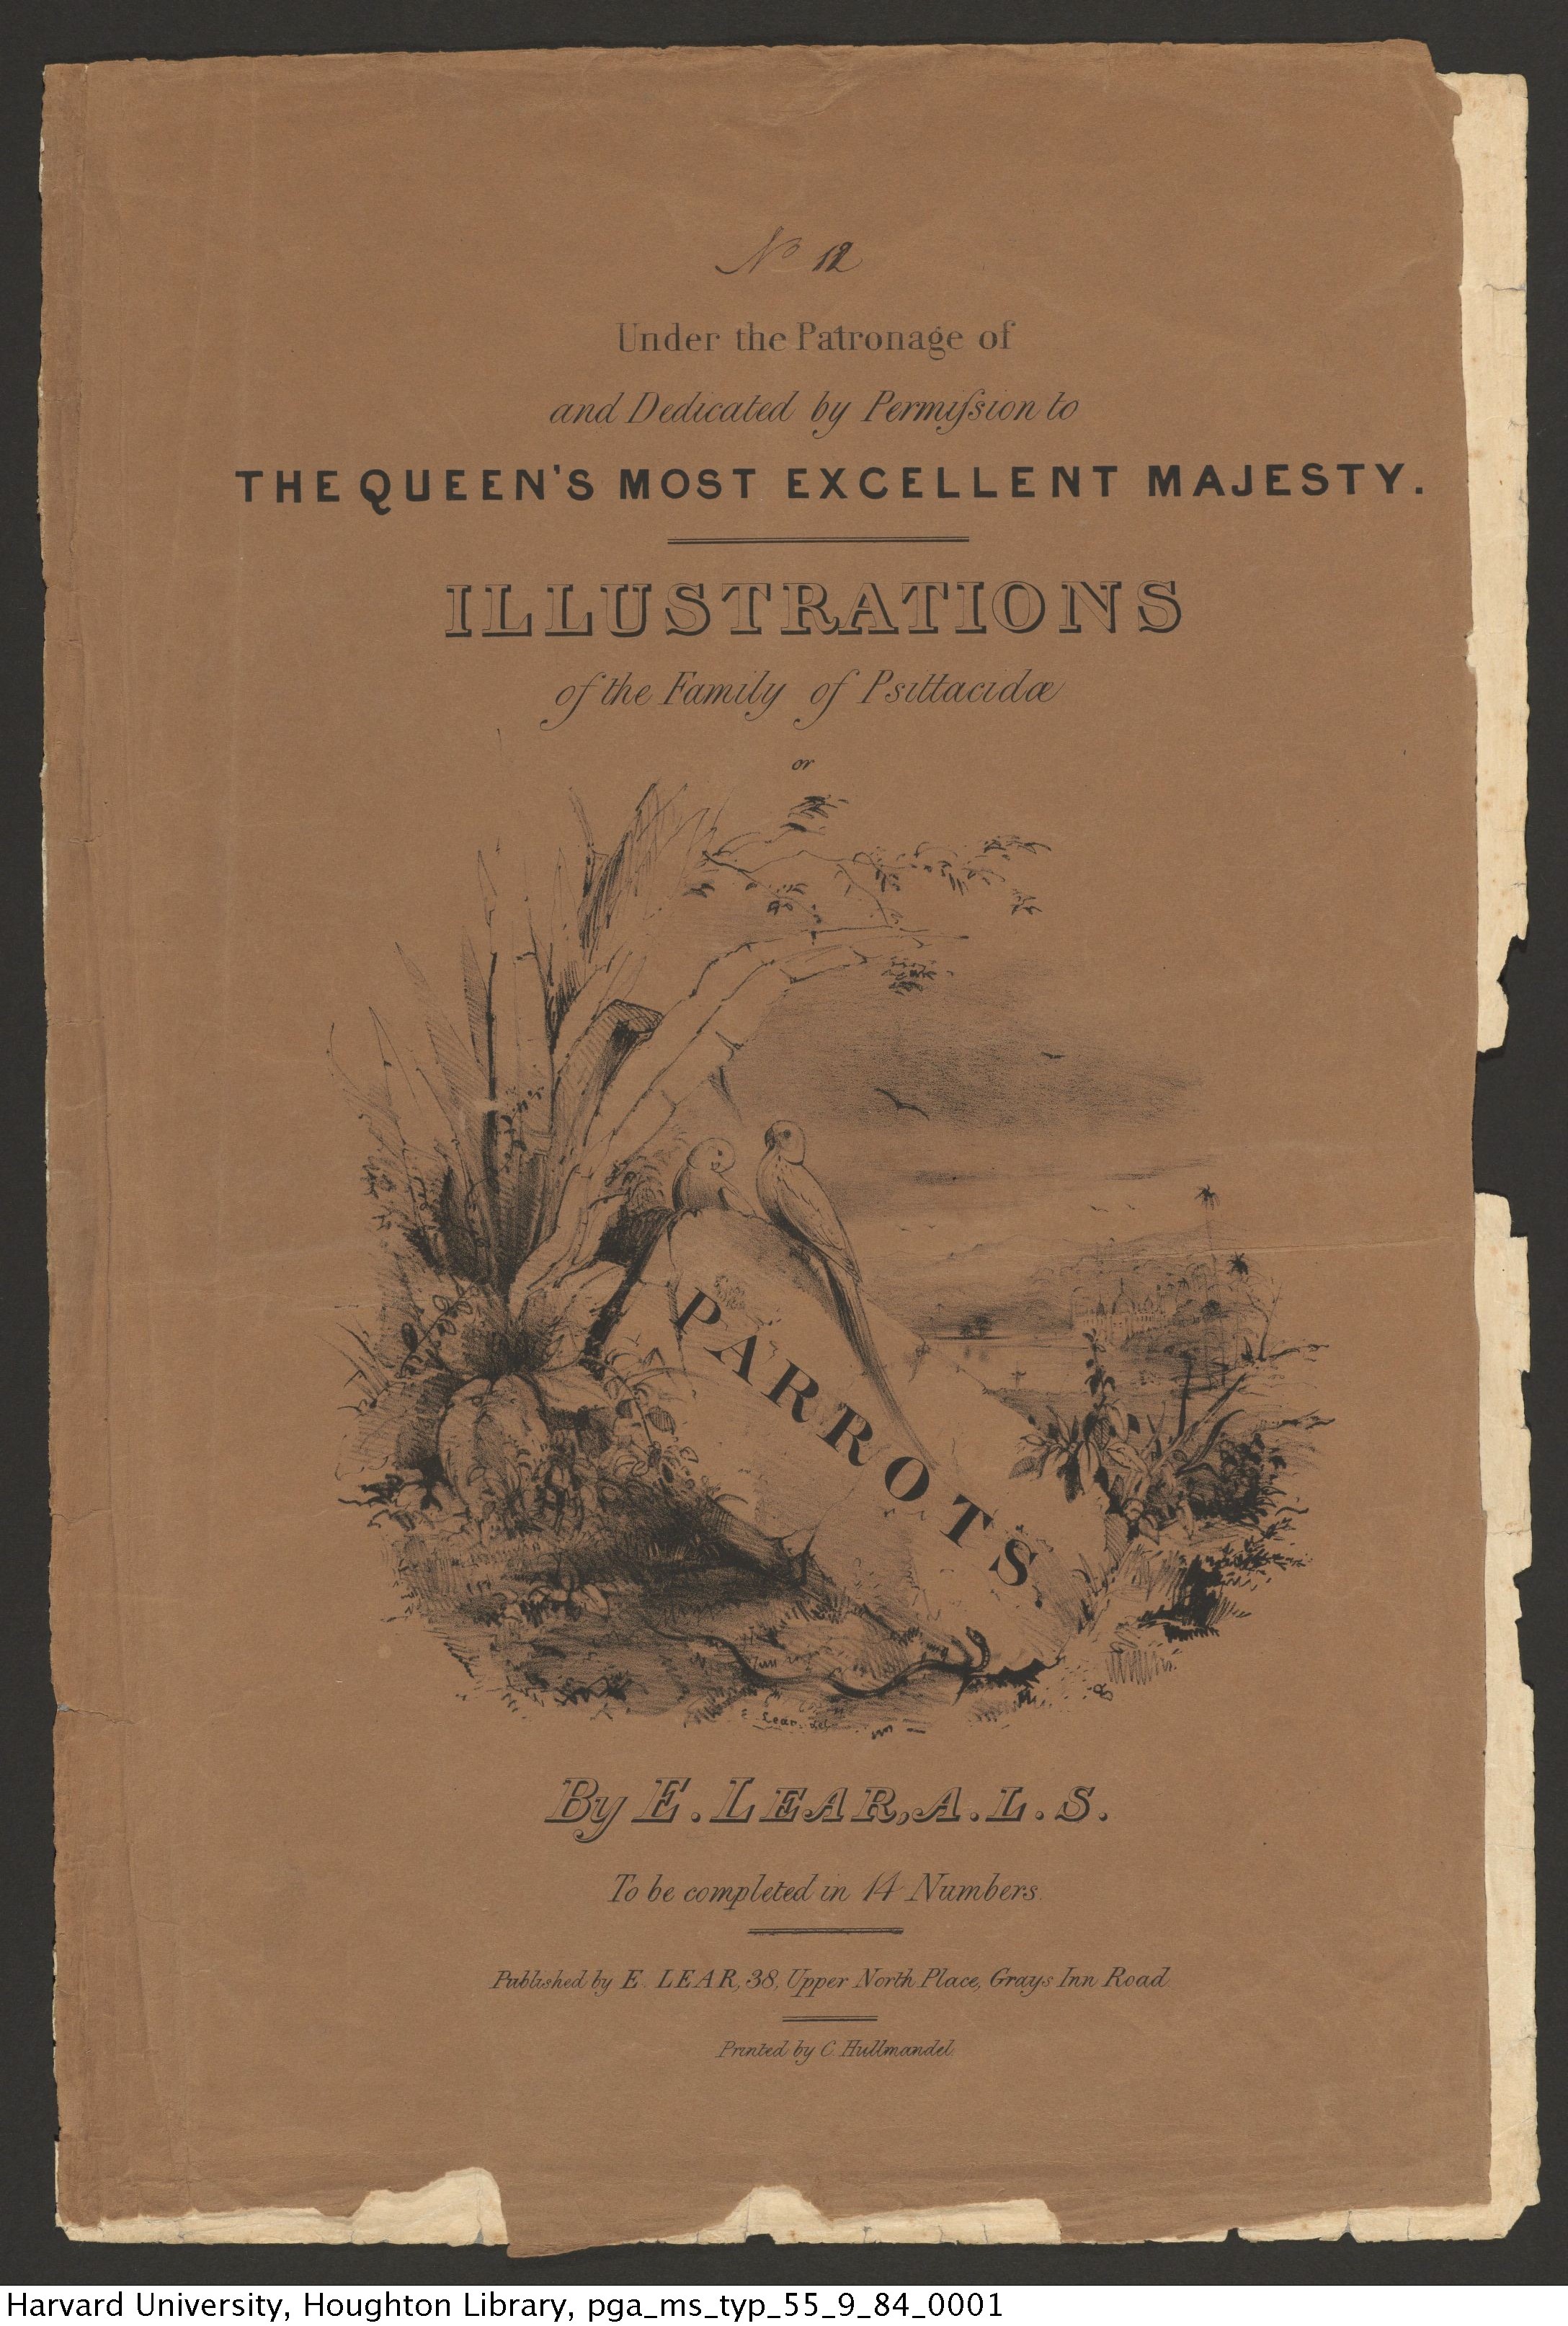 No 12
Under the Patronage of
and Dedicated by Permiſsion to
THE QUEEN'S MOST EXCELLENT MAJESTY.
ILLUSTRATIONS
of the Family of Psittacidæ
or
PARROTS
E. Lear. del.
By E. LEAR, A.L.S.
To be completed in 14 Numbers.
Published by E. LEAR, 38, Upper North Place, Grays Inn Road.
Printed by C. Hullmandel.
Harvard University, Houghton Library, pga_ms_typ_55_9_84_0001